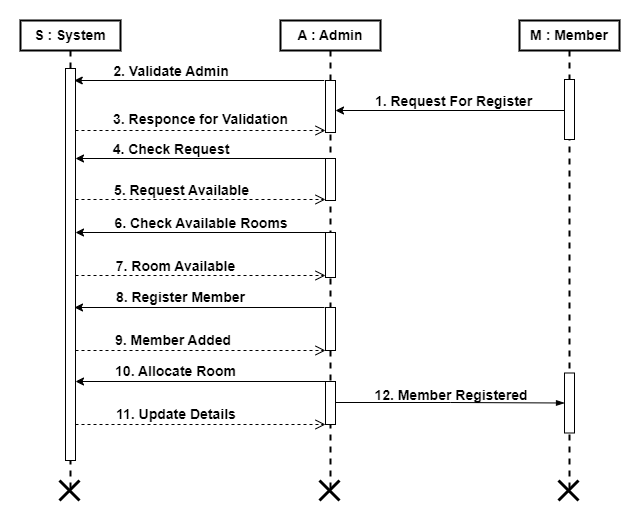 S : System
A : Admin
M : Member
2. Validate Admin
1. Request For Register
3. Responce for Validation
4. Check Request
5. Request Available
6. Check Available Rooms
7. Room Available
8. Register Member
9. Member Added
10. Allocate Room
12. Member Registered
11. Update Details